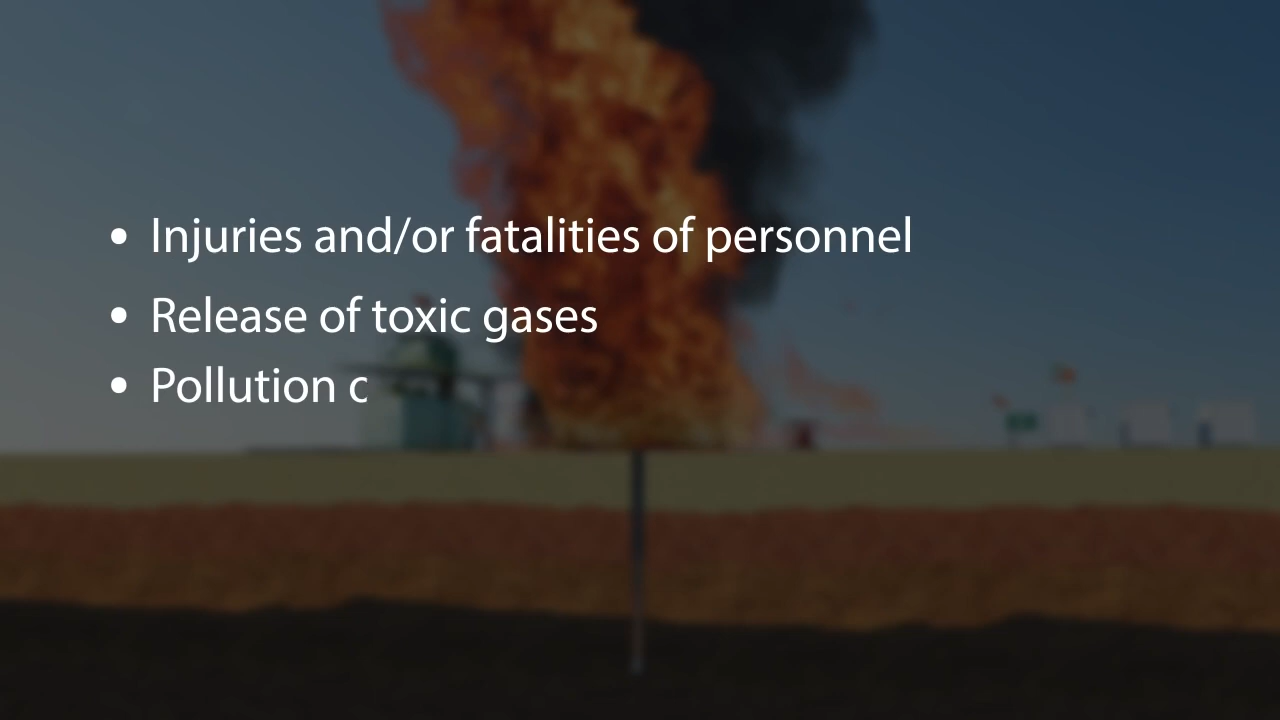 • Injuries and/or fatalities of personnel
• Release of toxic gases
• Pollution c